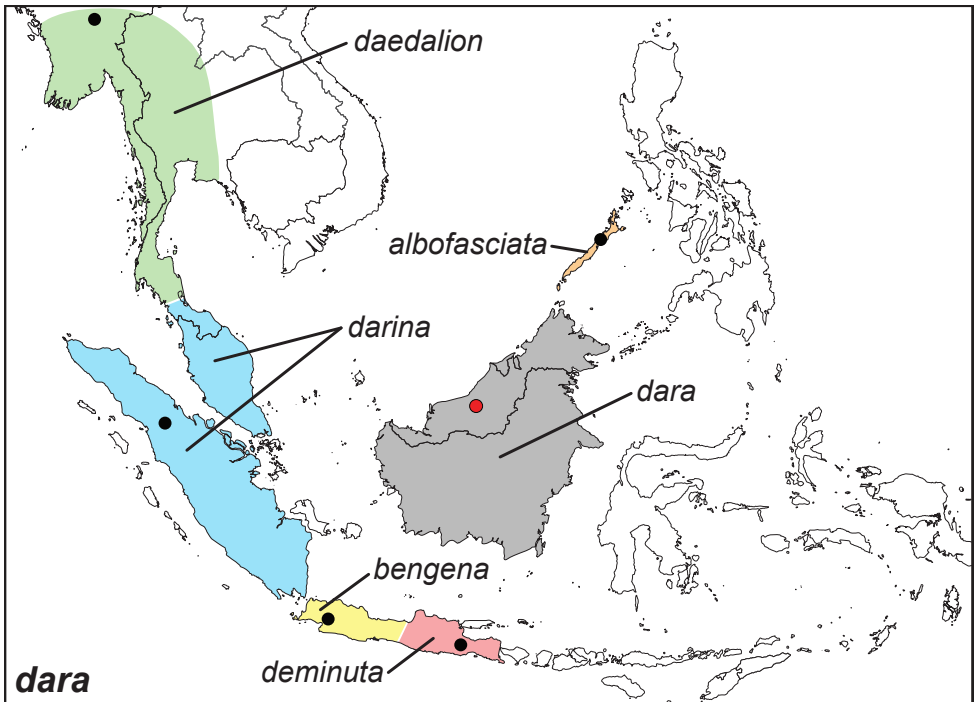 daedalion
albofasciata
darina
dara
bengena
deminuta
dara